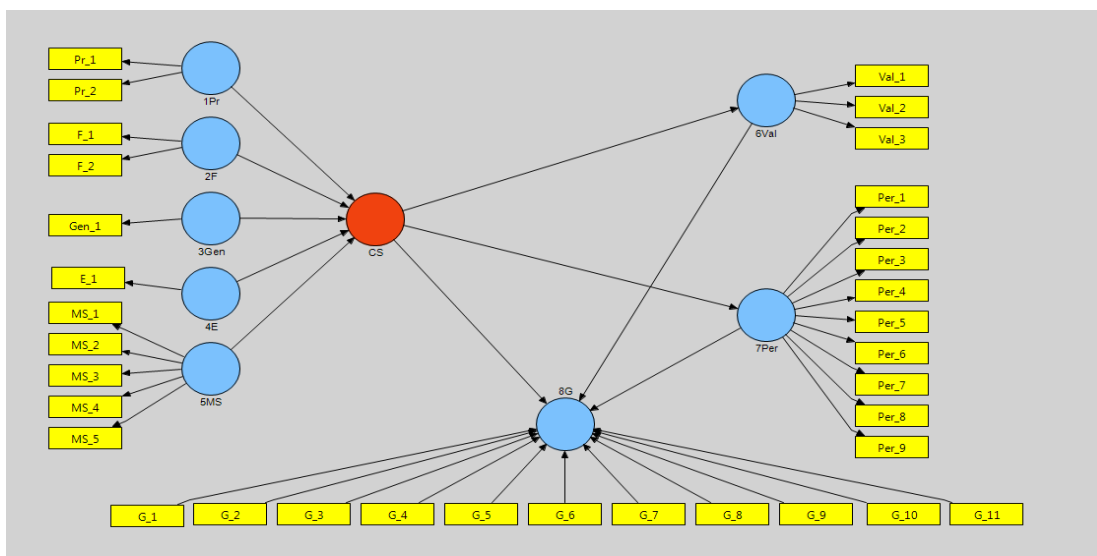 Pr_1
Pr_2
1Pr
F_1
F_2
2F
Gen_1
3Gen
E_1
4E
MS_1
MS_2
MS_3
MS_4
MS_5
5MS
CS
6Val
Val_1
Val_2
Val_3
7Per
Per_1
Per_2
Per_3
Per_4
Per_5
Per_6
Per_7
Per_8
Per_9
8G
G_1
G_2
G_3
G_4
G_5
G_6
G_7
G_8
G_9
G_10
G_11